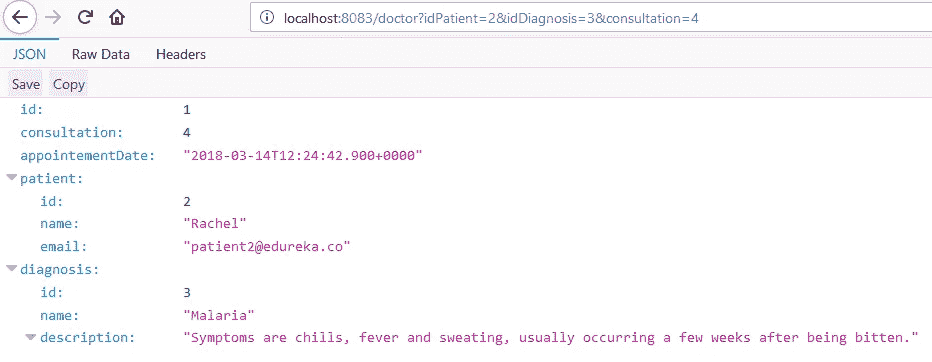 localhost:8083/doctor?idPatient=2&idDiagnosis=3&consultation=4
JSON Raw Data Headers
Save Copy
id: 1
consultation: 4
appointementDate: "2018-03-14T12:24:42.900+0000"
patient:
id: 2
name: "Rachel"
email: "patient2@edureka.co"
diagnosis:
id: 3
name: "Malaria"
description: "Symptoms are chills, fever and sweating, usually occurring a few weeks after being bitten."